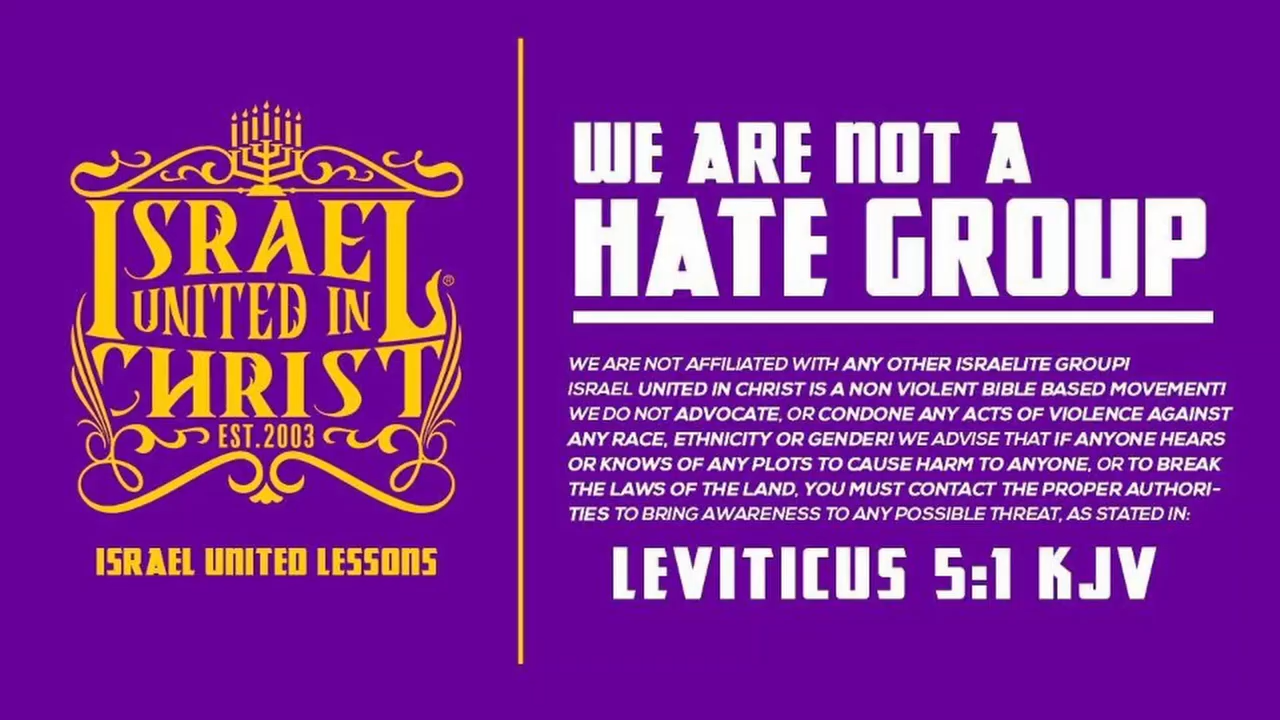 ISRAEL
UNITED IN
CHRIST
®
EST.2003
ISRAEL UNITED LESSONS
WE ARE NOT A
HATE GROUP
WE ARE NOT AFFILIATED WITH ANY OTHER ISRAELITE GROUP!
ISRAEL UNITED IN CHRIST IS A NON VIOLENT BIBLE BASED MOVEMENT!
WE DO NOT ADVOCATE, OR CONDONE ANY ACTS OF VIOLENCE AGAINST
ANY RACE, ETHNICITY OR GENDER! WE ADVISE THAT IF ANYONE HEARS
OR KNOWS OF ANY PLOTS TO CAUSE HARM TO ANYONE, OR TO BREAK
THE LAWS OF THE LAND, YOU MUST CONTACT THE PROPER AUTHORI-
TIES TO BRING AWARENESS TO ANY POSSIBLE THREAT, AS STATED IN:
LEVITICUS 5:1 KJV